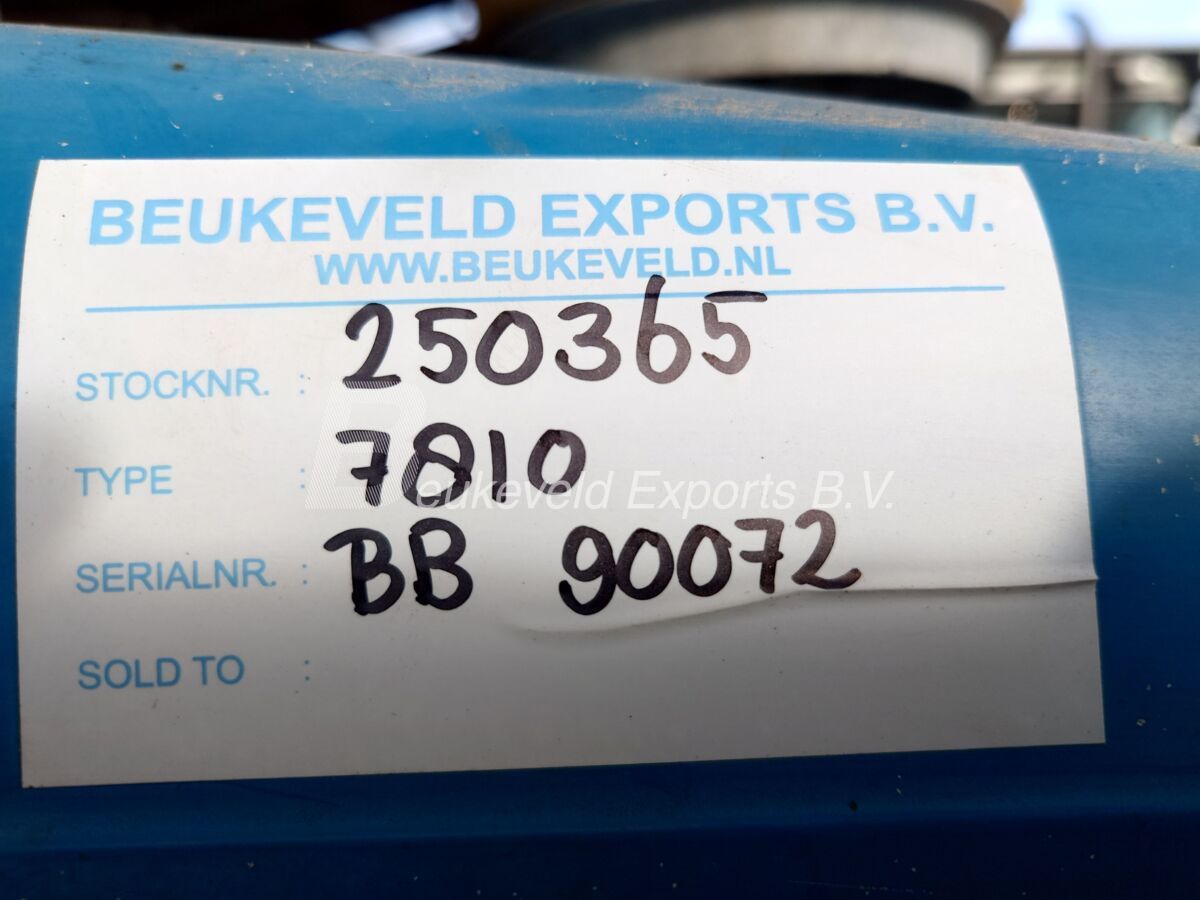 BEUKEVELD EXPORTS B.V.
WWW.BEUKEVELD.NL
STOCKNR. : 250365
TYPE : 7810
Beukeveld Exports B.V.
SERIALNR. : BB 90072
SOLD TO :